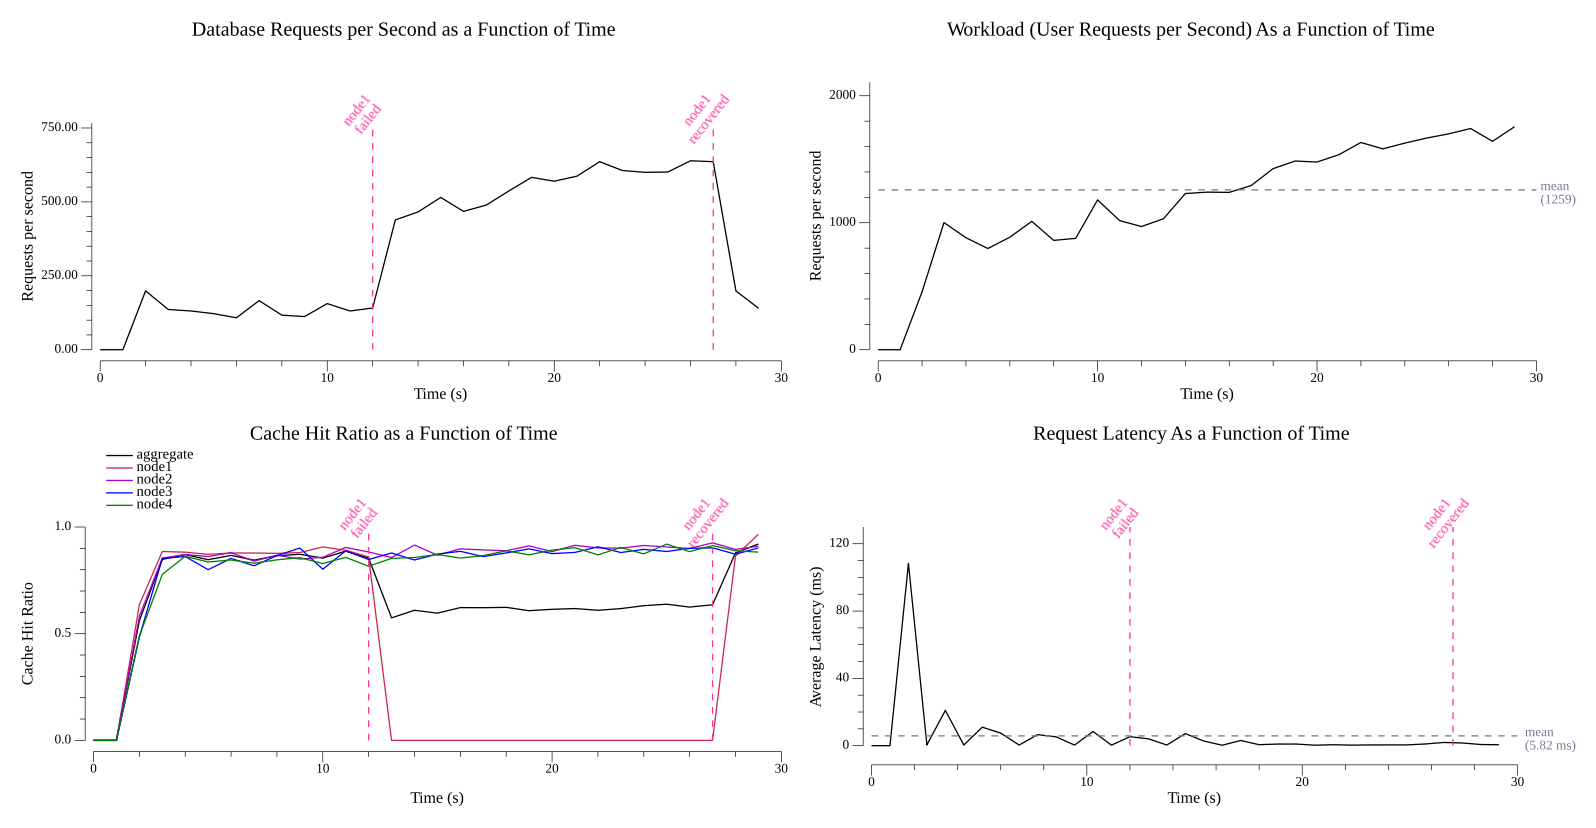 Database Requests per Second as a Function of Time
node1
failed
node1
recovered
750.00
500.00
250.00
0.00
Requests per second
0
10
20
30
Time (s)
Workload (User Requests per Second) As a Function of Time
2000
1000
0
Requests per second
mean
(1259)
0
10
20
30
Time (s)
Cache Hit Ratio as a Function of Time
aggregate
node1
node2
node3
node4
node1
failed
node1
recovered
1.0
0.5
0.0
Cache Hit Ratio
0
10
20
30
Time (s)
Request Latency As a Function of Time
node1
failed
node1
recovered
120
80
40
0
Average Latency (ms)
mean
(5.82 ms)
0
10
20
30
Time (s)